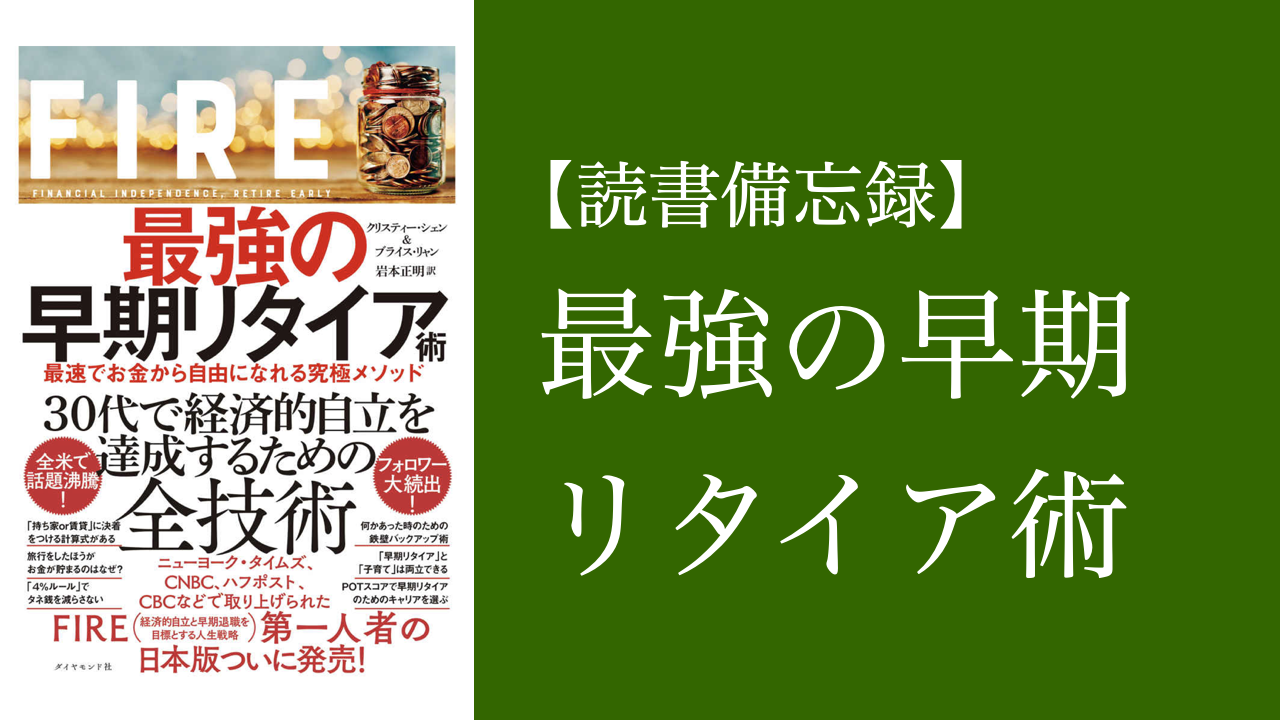 FIRE
FINANCIAL INDEPENDENCE, RETIRE EARLY
最強の
クリスティー・シェン
&
ブライス・リャン
岩本正明 訳
早期リタイア術
最速でお金から自由になれる究極メソッド
30代で経済的自立を
達成するための
全技術
全米で
話題沸騰
!
フォロワー
大続出
!
「持ち家or賃貸」に決着
をつける計算式がある
旅行をしたほうが
お金が貯まるのはなぜ?
「4%ルール」で
タネ銭を減らさない
何かあった時のための
鉄壁バックアップ術
「早期リタイア」と
「子育て」は両立できる
POTスコアで早期リタイア
のためのキャリアを選ぶ
ニューヨーク・タイムズ、
CNBC、ハフポスト、
CBCなどで取り上げられた
FIRE(経済的自立と早期退職を
目標とする人生戦略)第一人者の
日本版ついに発売!
ダイヤモンド社
【読書備忘録】
最強の早期
リタイア術